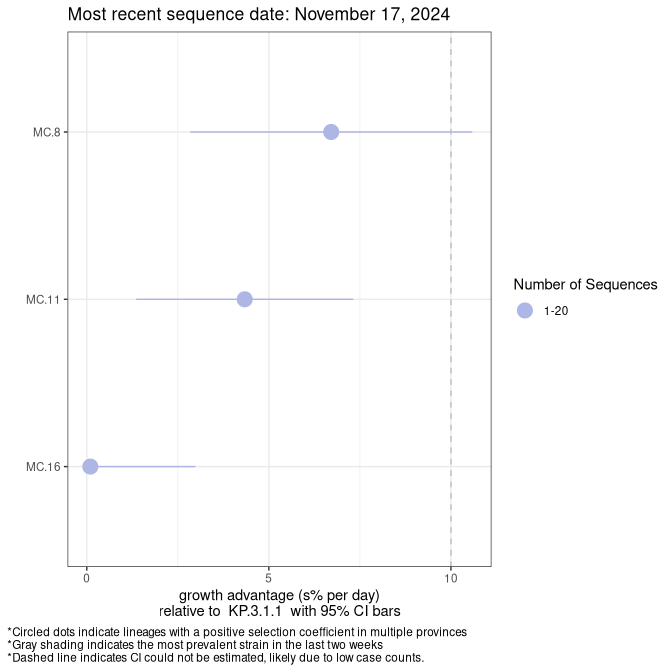 Most recent sequence date: November 17, 2024
MC.8
MC.11
MC.16
0 5 10
growth advantage (s% per day)
relative to KP.3.1.1 with 95% CI bars
Number of Sequences
1-20
*Circled dots indicate lineages with a positive selection coefficient in multiple provinces
*Gray shading indicates the most prevalent strain in the last two weeks
*Dashed line indicates CI could not be estimated, likely due to low case counts.